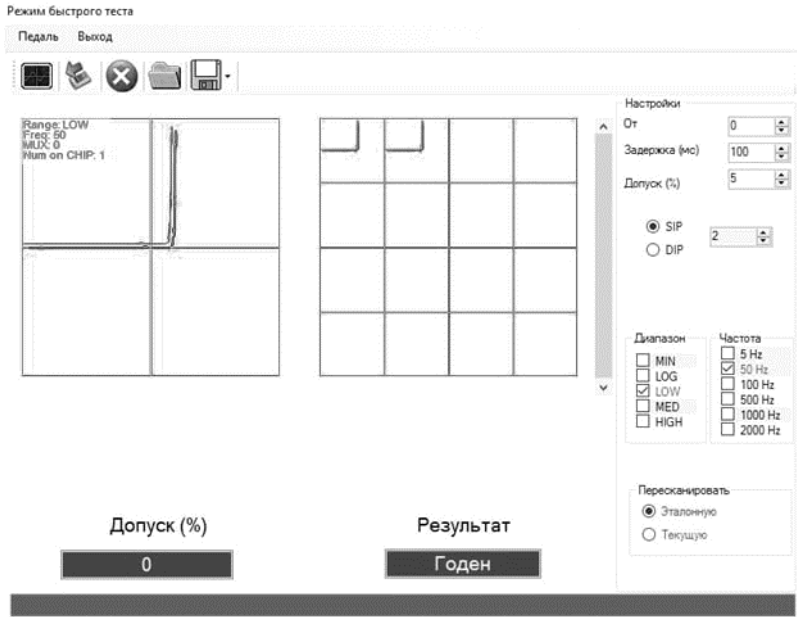 Режим быстрого теста
Педаль Выход
Range: LOW
Freq: 50
MUX: 0
Num on CHIP: 1
Настройки
От 0
Задержка (мс) 100
Допуск (%) 5
SIP 2
DIP
Диапазон
MIN
LOG
LOW
MED
HIGH
Частота
5 Hz
50 Hz
100 Hz
500 Hz
1000 Hz
2000 Hz
Пересканировать
Эталонную
Текущую
Допуск (%)
0
Результат
Годен